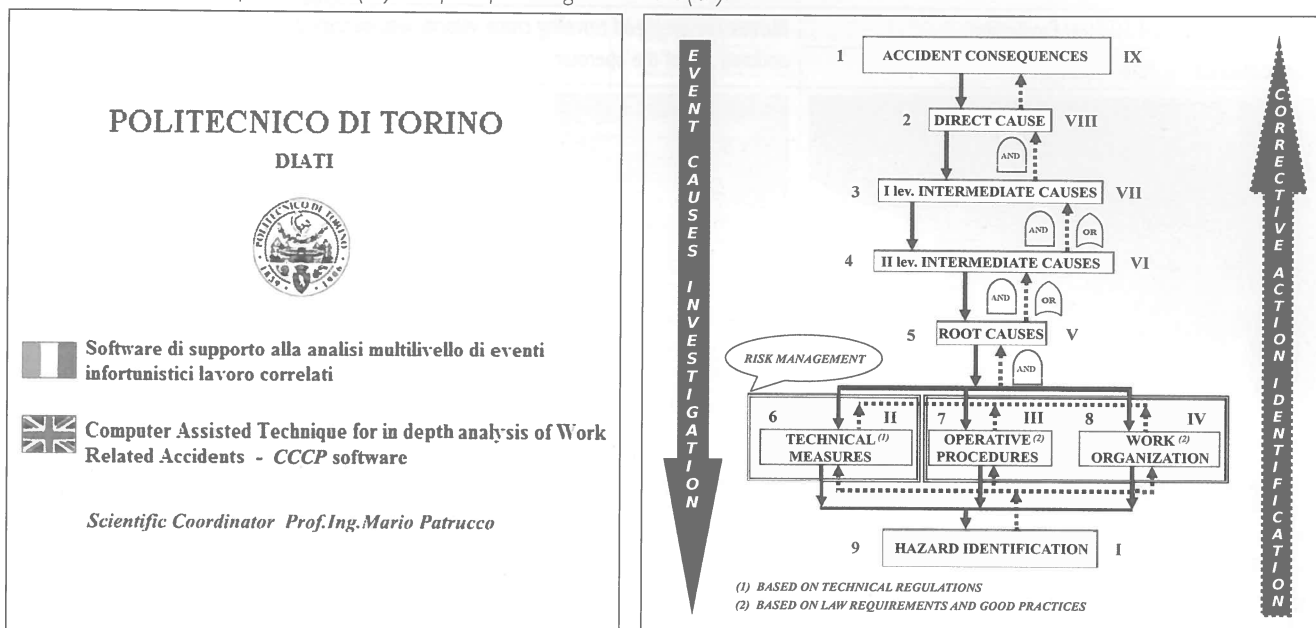 POLITECNICO DI TORINO
DIATI
POLITECNICO DI TORINO
1859 1906
Software di supporto alla analisi multilivello di eventi
infortunistici lavoro correlati
Computer Assisted Technique for in depth analysis of Work
Related Accidents - CCCP software
Scientific Coordinator Prof.Ing.Mario Patrucco
EVENT CAUSES INVESTIGATION
1 ACCIDENT CONSEQUENCES IX
2 DIRECT CAUSE VIII
AND
3 I lev. INTERMEDIATE CAUSES VII
AND OR
4 II lev. INTERMEDIATE CAUSES VI
AND OR
5 ROOT CAUSES V
RISK MANAGEMENT
AND
6 II 7 III 8 IV
TECHNICAL (1)
MEASURES
OPERATIVE (2)
PROCEDURES
WORK (2)
ORGANIZATION
9 HAZARD IDENTIFICATION I
(1) BASED ON TECHNICAL REGULATIONS
(2) BASED ON LAW REQUIREMENTS AND GOOD PRACTICES
CORRECTIVE ACTION IDENTIFICATION